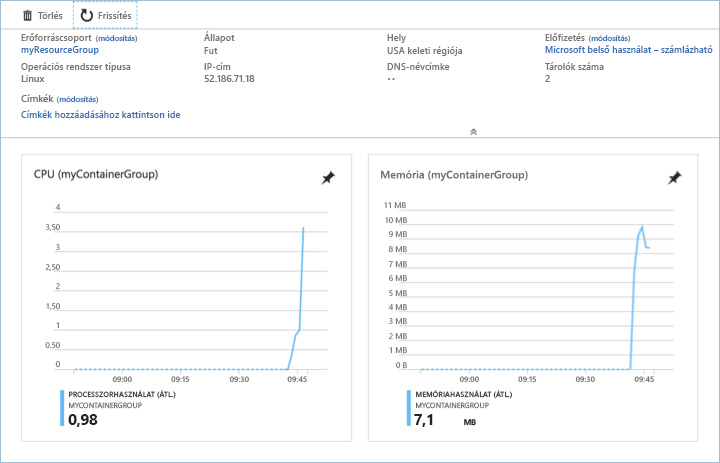 Törlés Frissítés
Erőforráscsoport (módosítás) Állapot Hely Előfizetés (módosítás)
myResourceGroup Fut USA keleti régiója Microsoft belső használat – számlázható
Operációs rendszer típusa IP-cím DNS-névcímke Tárolók száma
Linux 52.186.71.18 -- 2
Címkék (módosítás)
Címkék hozzáadásához kattintson ide
CPU (myContainerGroup)
4
3,50
3
2,50
2
1,50
1
0.50
0
09:00 09:15 09:30 09:45
PROCESSZORHASZNÁLAT (ÁTL.)
MYCONTAINERGROUP
0,98
Memória (myContainerGroup)
11 MB
10 MB
9 MB
8 MB
7 MB
6 MB
5 MB
4 MB
3 MB
2 MB
1 MB
0 B
09:00 09:15 09:30 09:45
MEMÓRIAHASZNÁLAT (ÁTL.)
MYCONTAINERGROUP
7,1 MB